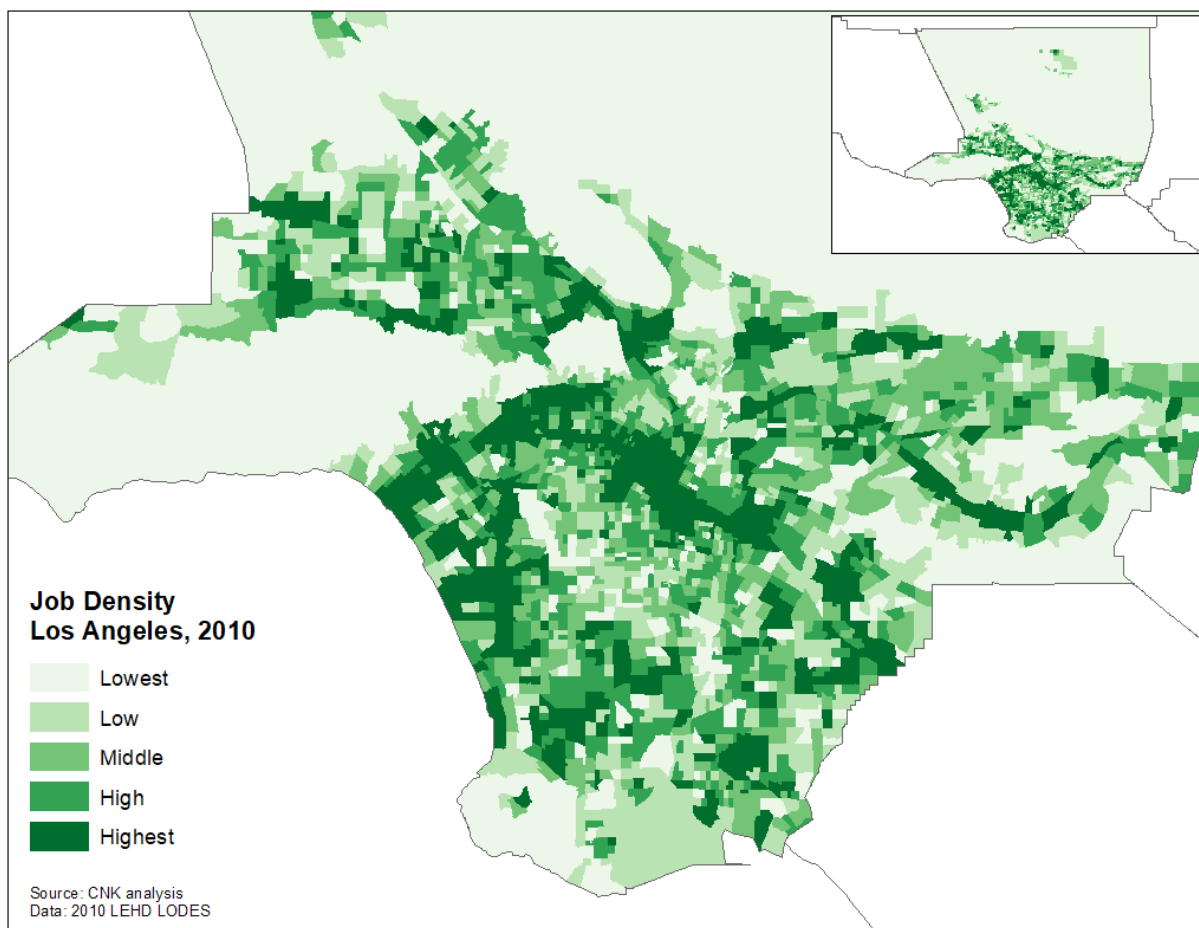 Job Density
Los Angeles, 2010
Lowest
Low
Middle
High
Highest
Source: CNK analysis
Data: 2010 LEHD LODES